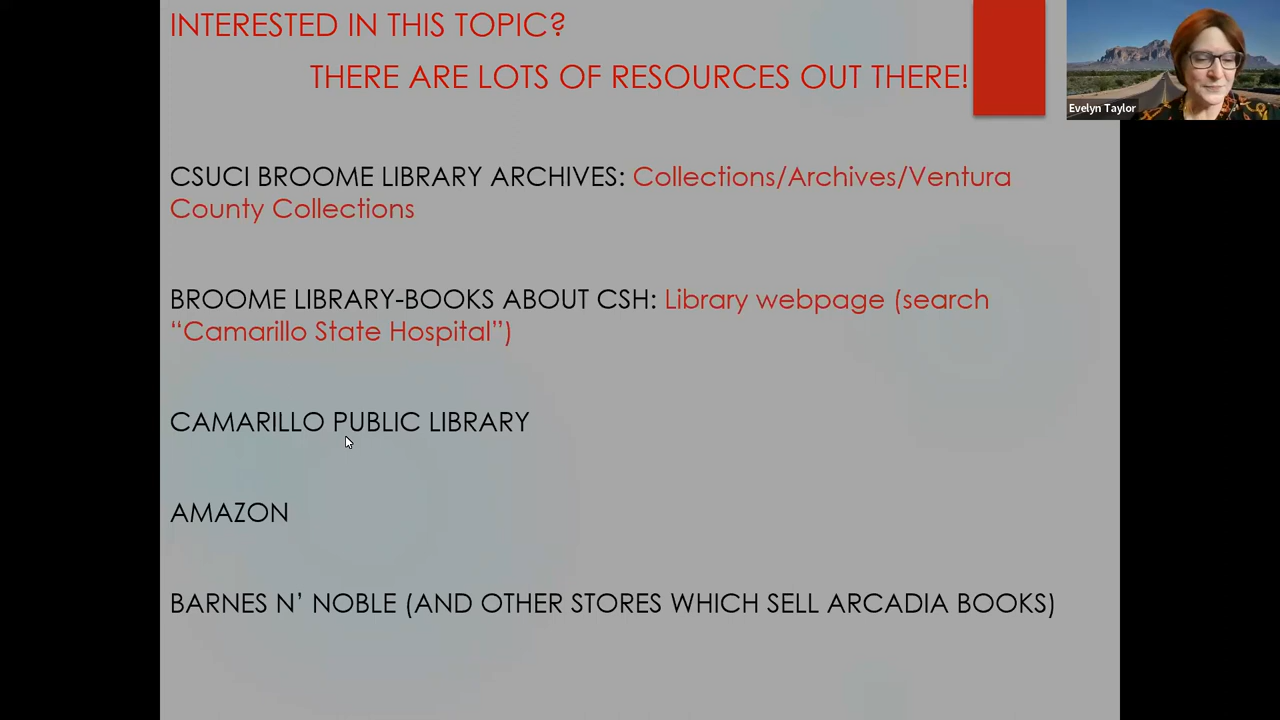 INTERESTED IN THIS TOPIC?
THERE ARE LOTS OF RESOURCES OUT THERE!
Evelyn Taylor
CSUCI BROOME LIBRARY ARCHIVES: Collections/Archives/Ventura
County Collections
BROOME LIBRARY-BOOKS ABOUT CSH: Library webpage (search
“Camarillo State Hospital”)
CAMARILLO PUBLIC LIBRARY
AMAZON
BARNES N’ NOBLE (AND OTHER STORES WHICH SELL ARCADIA BOOKS)